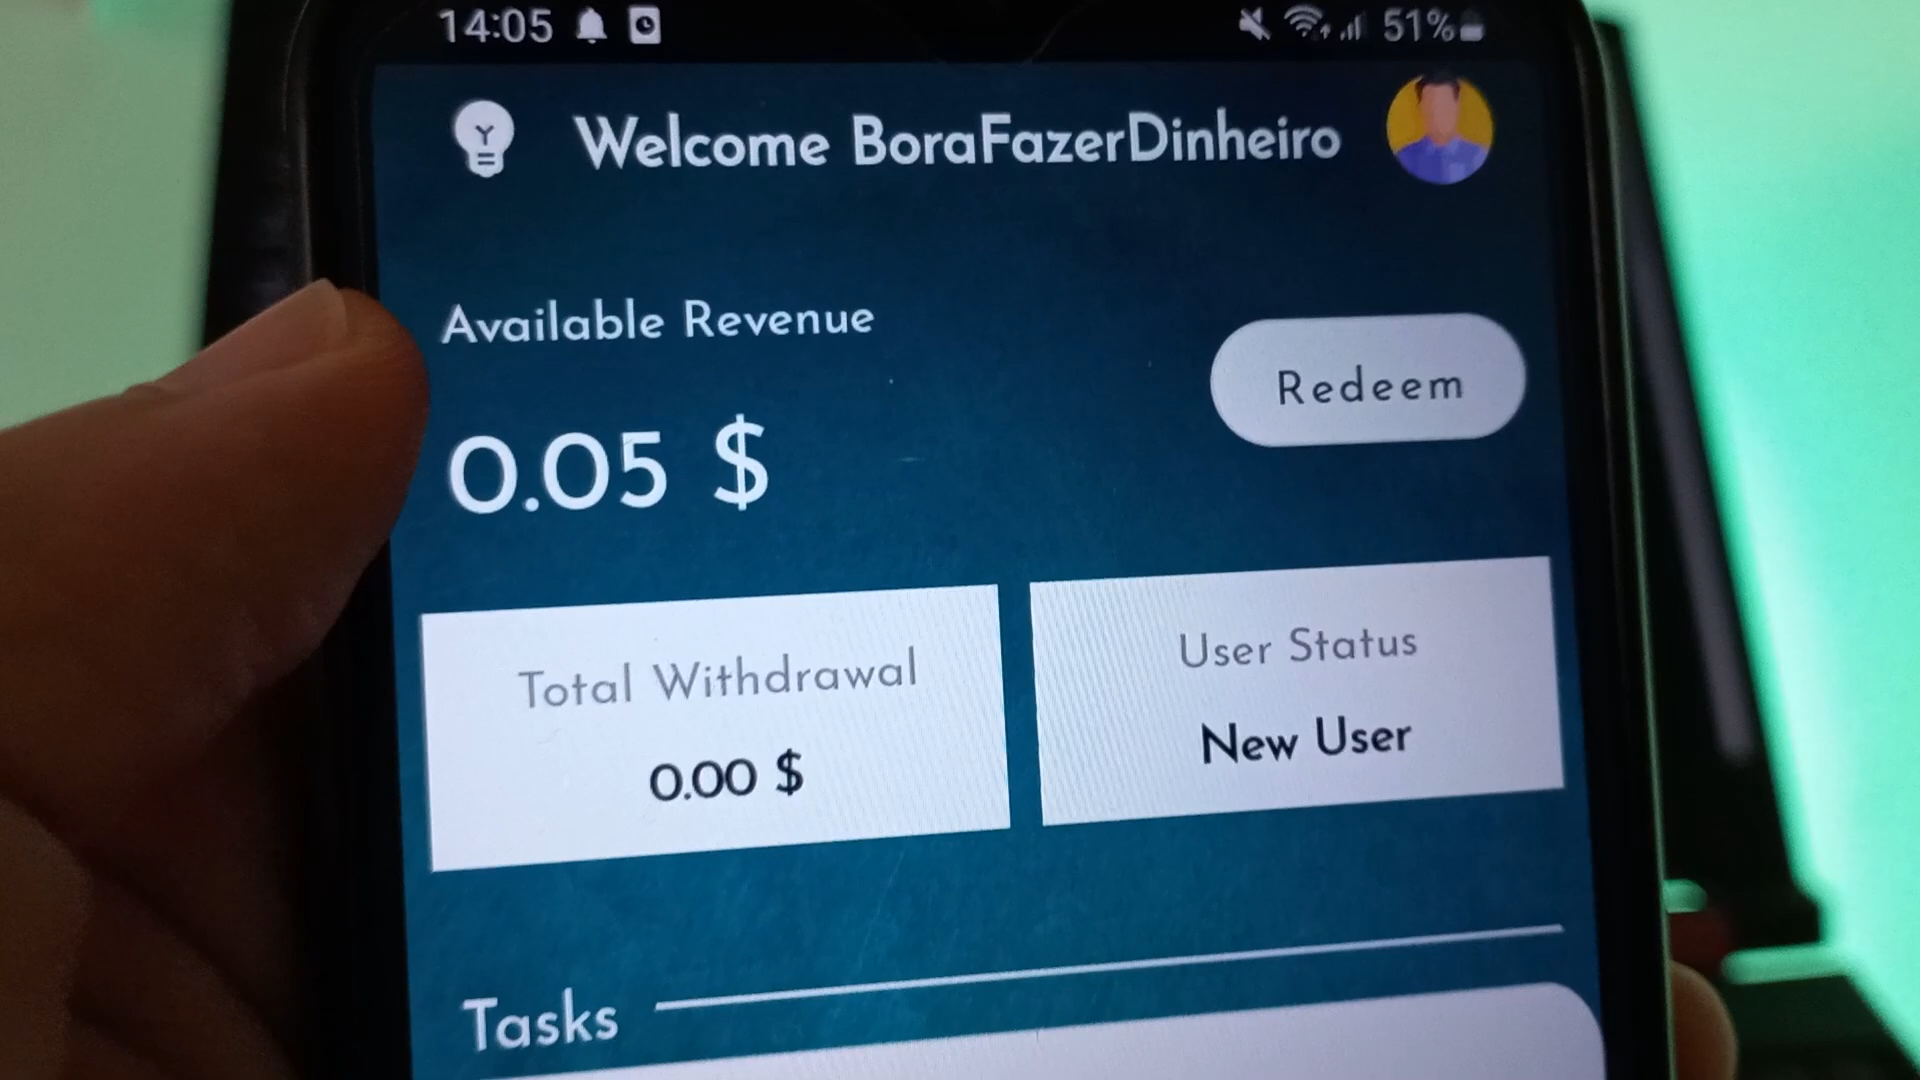 14:05 51%
Welcome BoraFazerDinheiro
Available Revenue
0.05 $
Redeem
Total Withdrawal
0.00 $
User Status
New User
Tasks